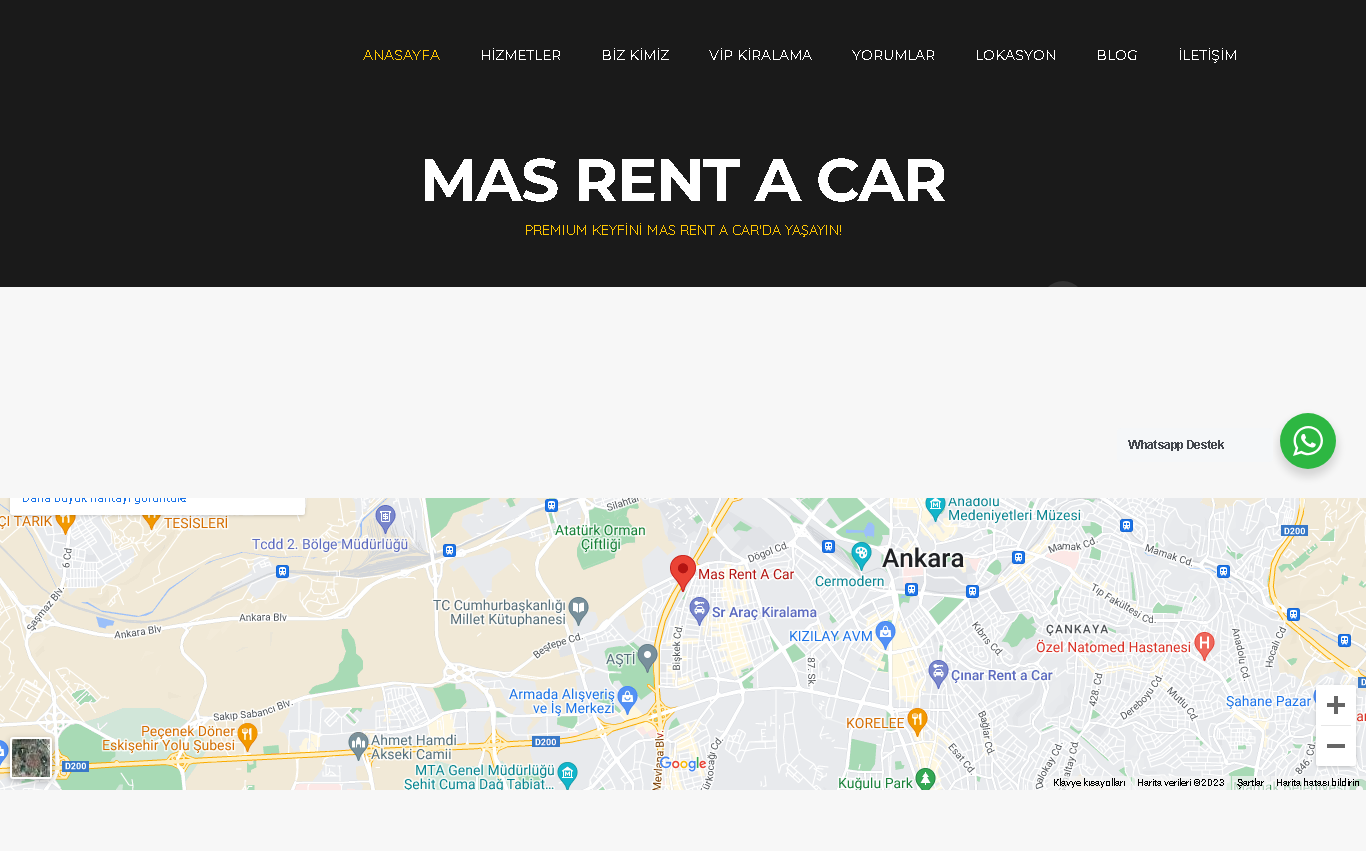 ANASAYFA HİZMETLER BİZ KİMİZ VİP KİRALAMA YORUMLAR LOKASYON BLOG İLETİŞİM
MAS RENT A CAR
PREMIUM KEYFİNİ MAS RENT A CAR'DA YAŞAYIN!
Whatsapp Destek
Daha büyük haritayı görüntüle
ÇI TARIK
TESİSLERİ
Tcdd 2. Bölge Müdürlüğü
Silahtar
Atatürk Orman
Çiftliği
Anadolu
Medeniyetleri Müzesi
D200
Ankara
Dögol Cd.
Cermodern
Mamak Cd.
Mamak Cd.
Mas Rent A Car
6. Cd
Şaşmaz Blv.
Ankara Blv
Ankara Blv
TC Cumhurbaşkanlığı
Millet Kütuphanesi
Sr Araç Kiralama
Tıp Fakültesi Cd.
KIZILAY AVM
Kıbrıs Cd.
ÇANKAYA
Özel Natomed Hastanesi
Anadolu Cd
Hocalı Cd.
Beştepe Cd.
AŞTİ
Bişkek Cd.
87. Sk.
Çınar Rent a Car
428. Cd
Dereboyu Cd.
Mutlu Cd.
Şahane Pazar
Armada Alışveriş
ve İş Merkezi
Sakıp Sabancı Blv.
KORELEE
Bağlar Cd.
Peçenek Döner
Eskişehir Yolu Şubesi
Ahmet Hamdi
Akseki Camii
D200
Esat Cd.
D200
MTA Genel Müdürlüğü
Şehit Cuma Dağ Tabiat...
Mevlana Blv.
Google
Kuğulu Park
846. Cd
Klavye kısayolları Harita verileri ©2023 Şartlar Harita hatası bildirin